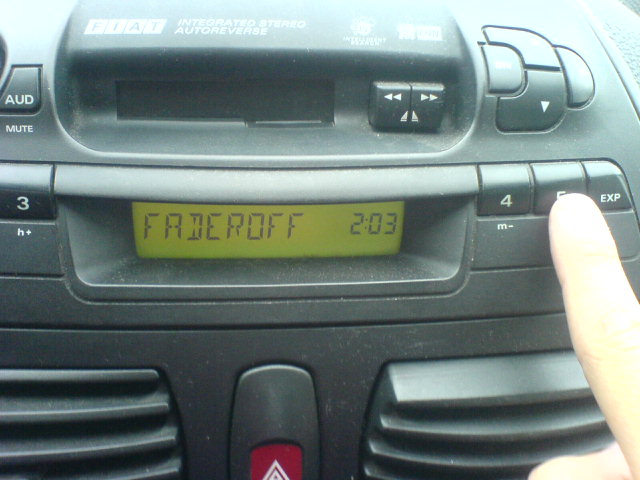 FIAT INTEGRATED STEREO
AUTOREVERSE
AUD
MUTE
3
h+
FADEROFF 2:03
4
m-
5
EXP